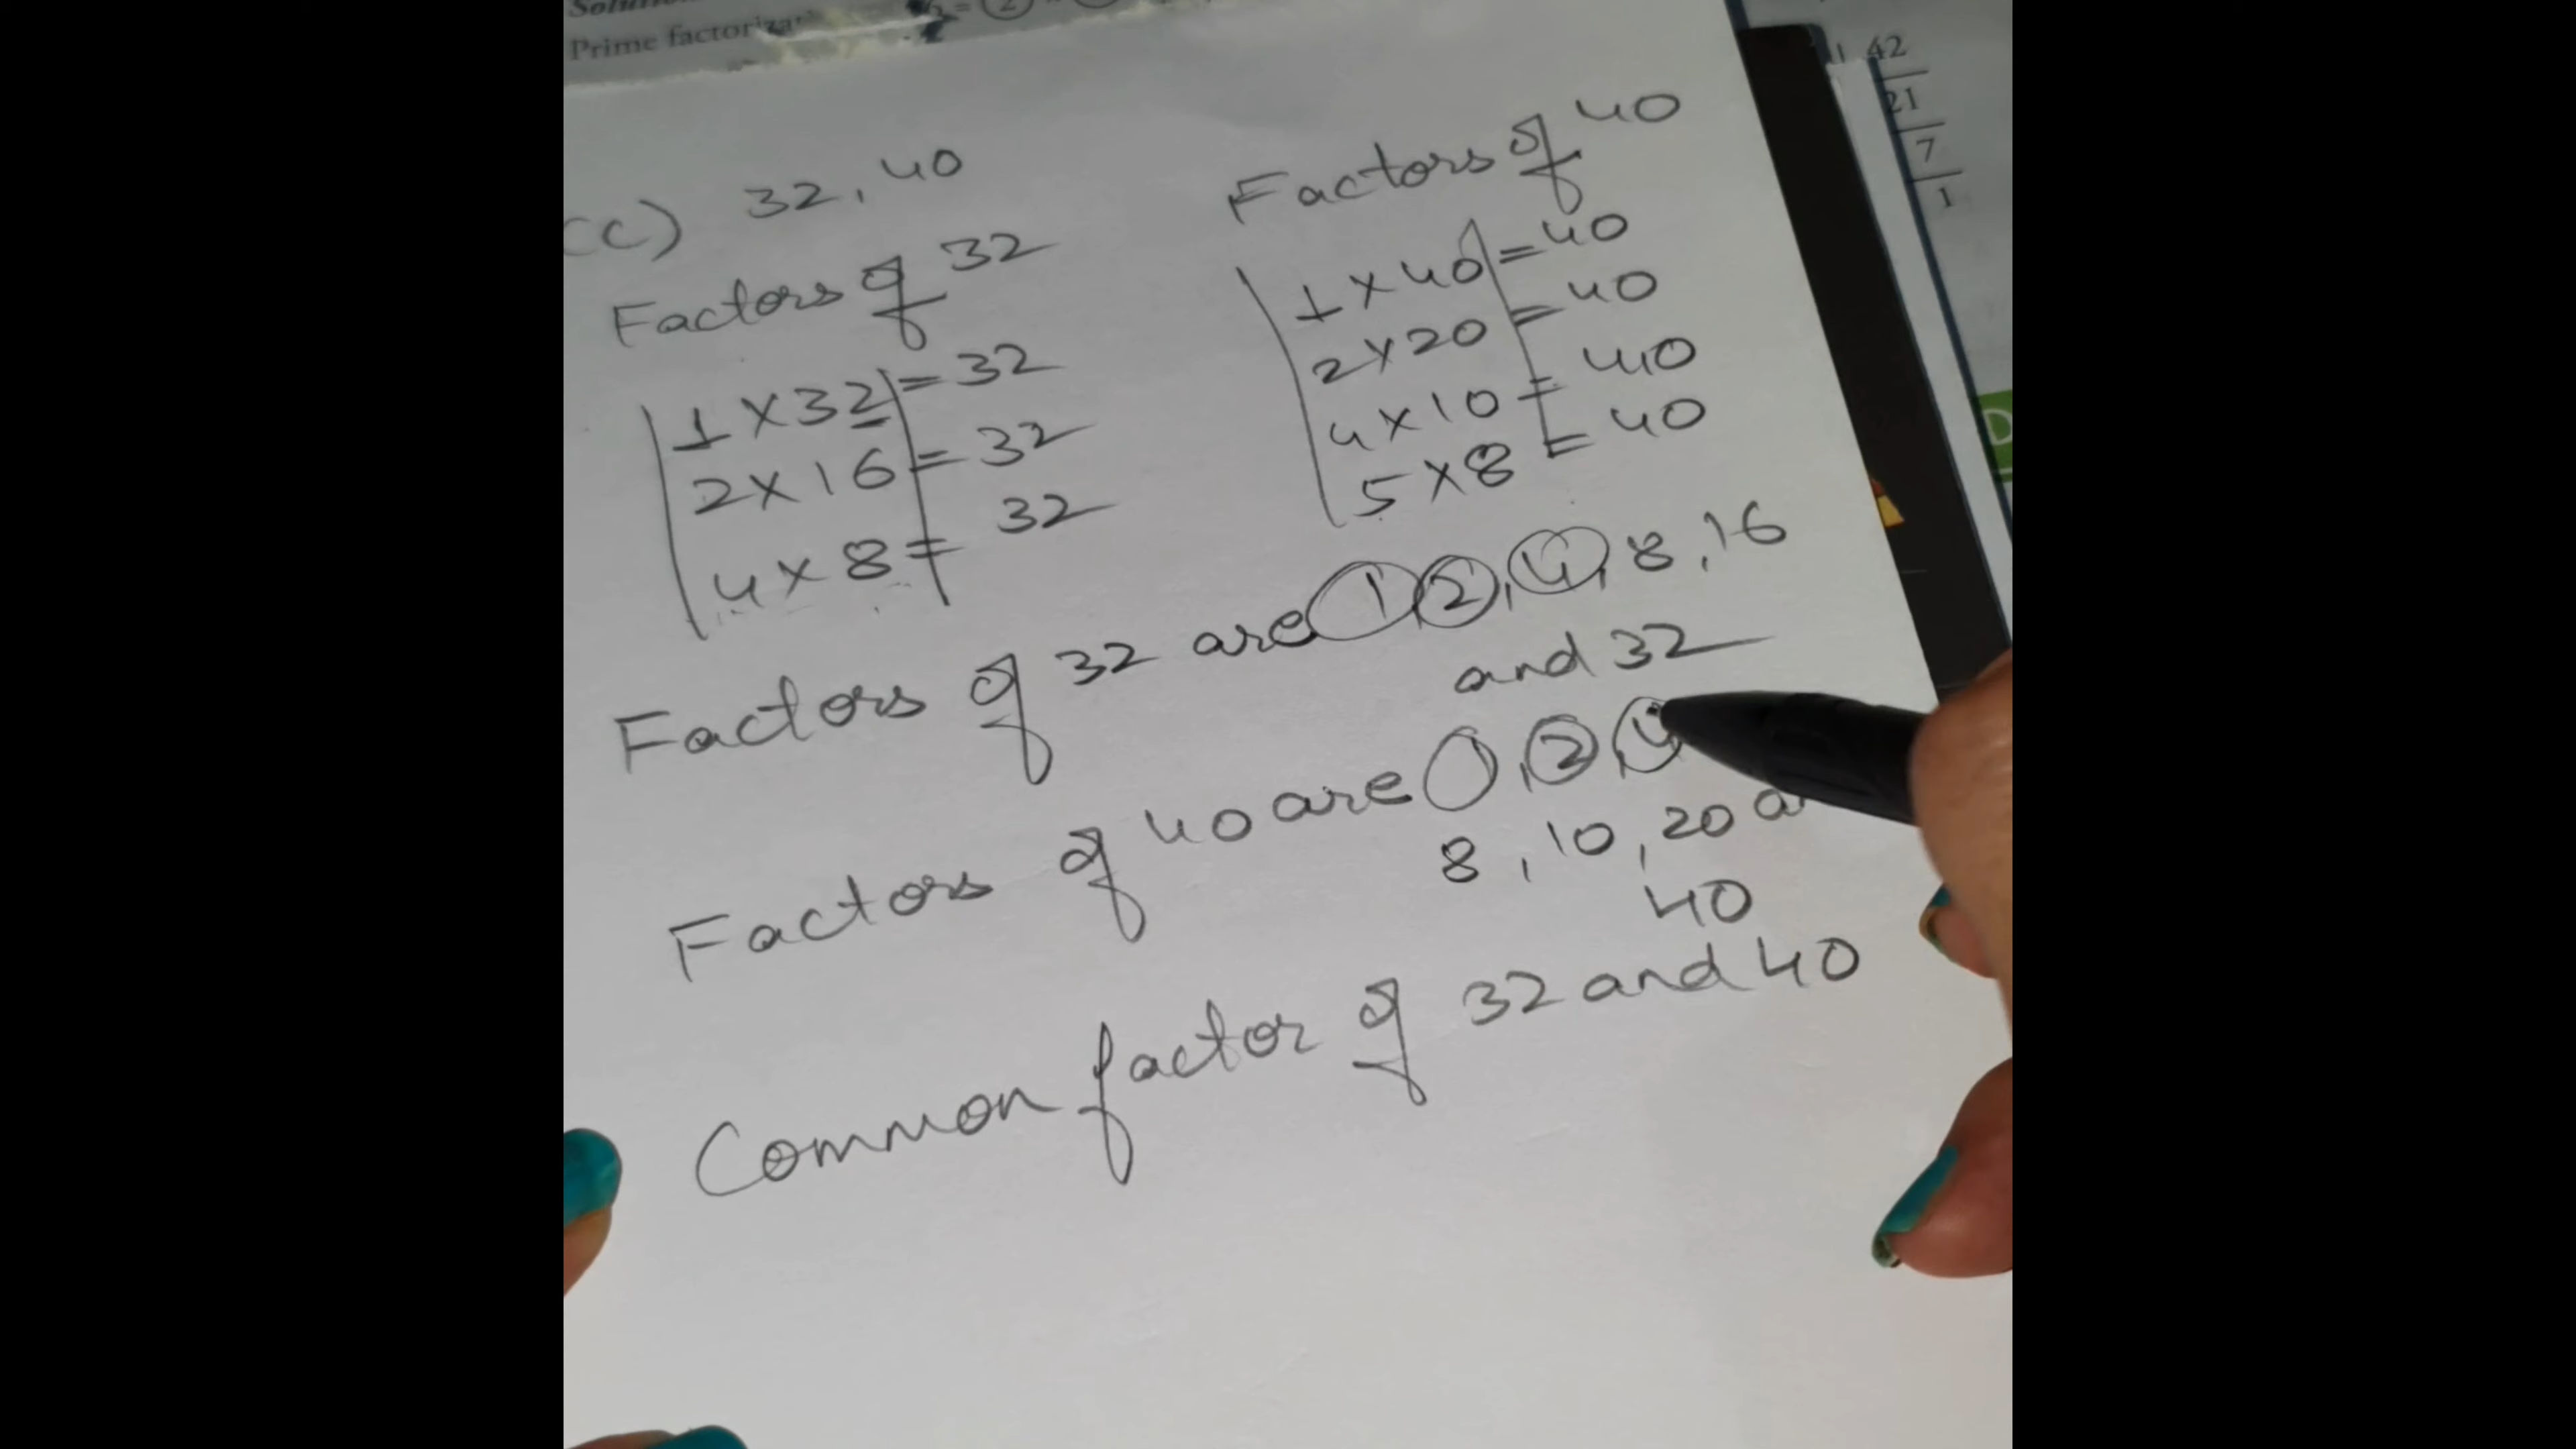 Prime factorizati
(C) 32, 40
Factors of 32
1 X 32 = 32
2 X 16 = 32
4 X 8 = 32
Factors of 40
1 X 40 = 40
2 X 20 = 40
4 X 10 = 40
5 X 8 = 40
Factors of 32 are 1, 2, 4, 8, 16
and 32
Factors of 40 are 1, 2, 4
8, 10, 20 a
40
Common factor of 32 and 40
42
21
7
1
D